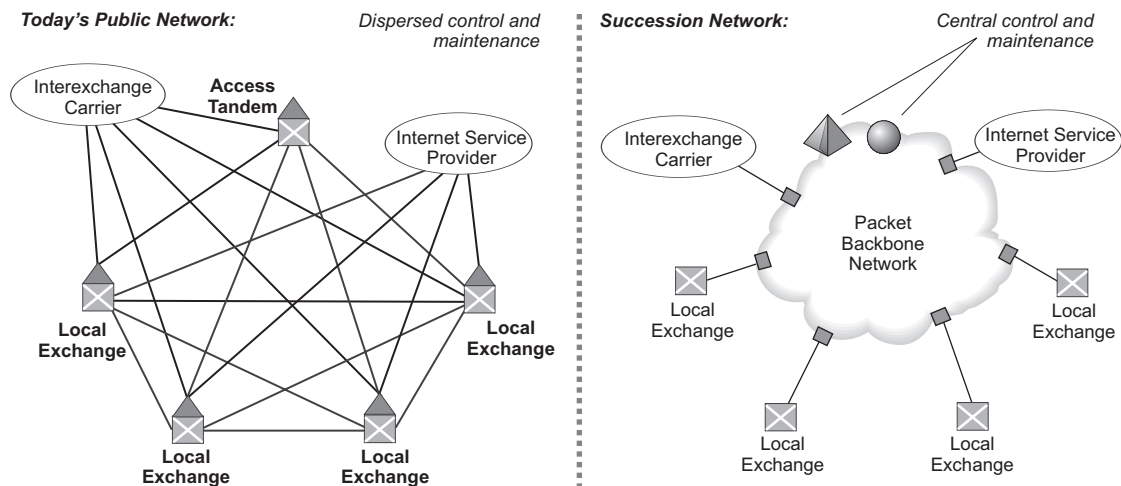 Today's Public Network:
Dispersed control and
maintenance
Interexchange
Carrier
Access
Tandem
Internet Service
Provider
Local
Exchange
Local
Exchange
Local
Exchange
Local
Exchange
Succession Network:
Central control and
maintenance
Interexchange
Carrier
Internet Service
Provider
Packet
Backbone
Network
Local
Exchange
Local
Exchange
Local
Exchange
Local
Exchange